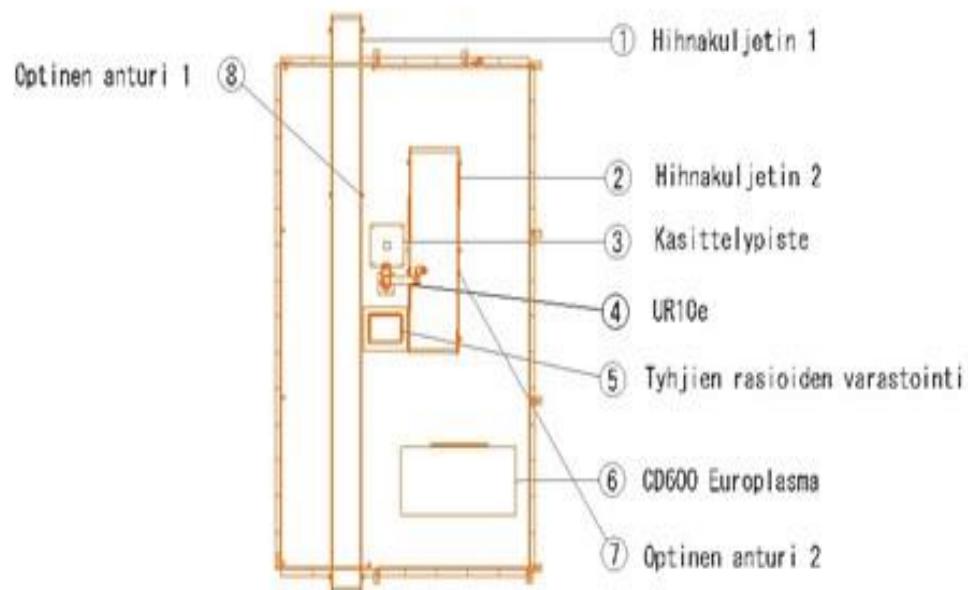 ① Hihnakuljetin 1
Optinen anturi 1 ⑧
② Hihnakuljetin 2
③ Kasittelypiste
④ UR10e
⑤ Tyhjien rasioiden varastointi
⑥ CD600 Europlasma
⑦ Optinen anturi 2